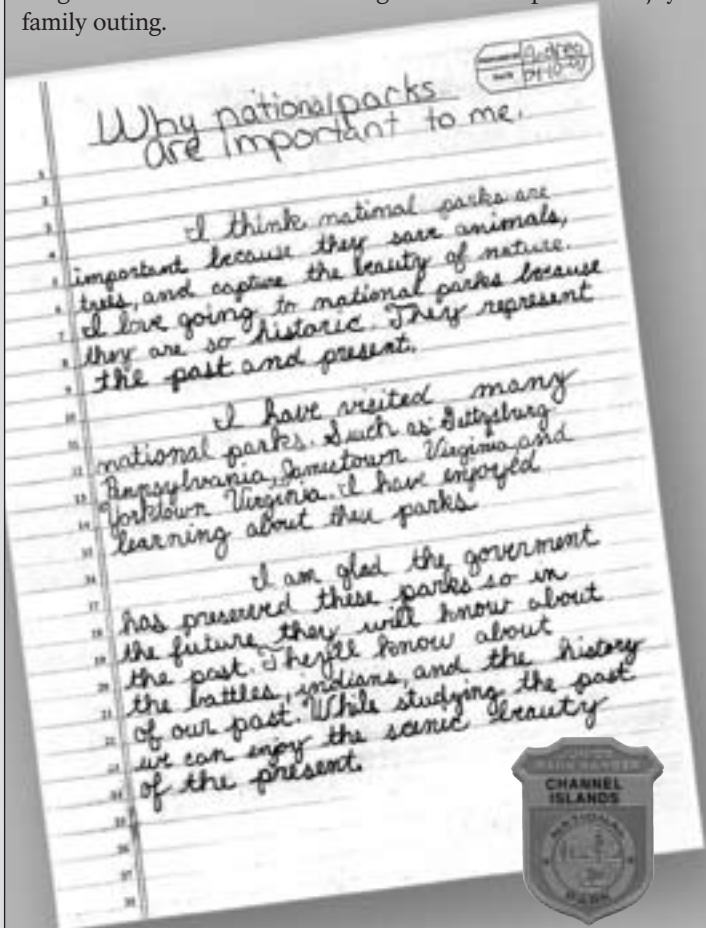 family outing.
Why national parks
are important to me.
I think national parks are
important because they save animals,
trees, and capture the beauty of nature.
I love going to national parks because
they are so historic. They represent
the past and present.
I have visited many
national parks. Such as Gettysburg
Pennsylvania, Jamestown Virginia, and
Yorktown Virginia. I have enjoyed
learning about these parks
I am glad the goverment
has preserved these parks so in
the future they will know about
the past. They'll know about
the battles, indians, and the history
of our past. While studying the past
we can enjoy the scenic beauty
of the present.
CHANNEL
ISLANDS
NATIONAL
PARK